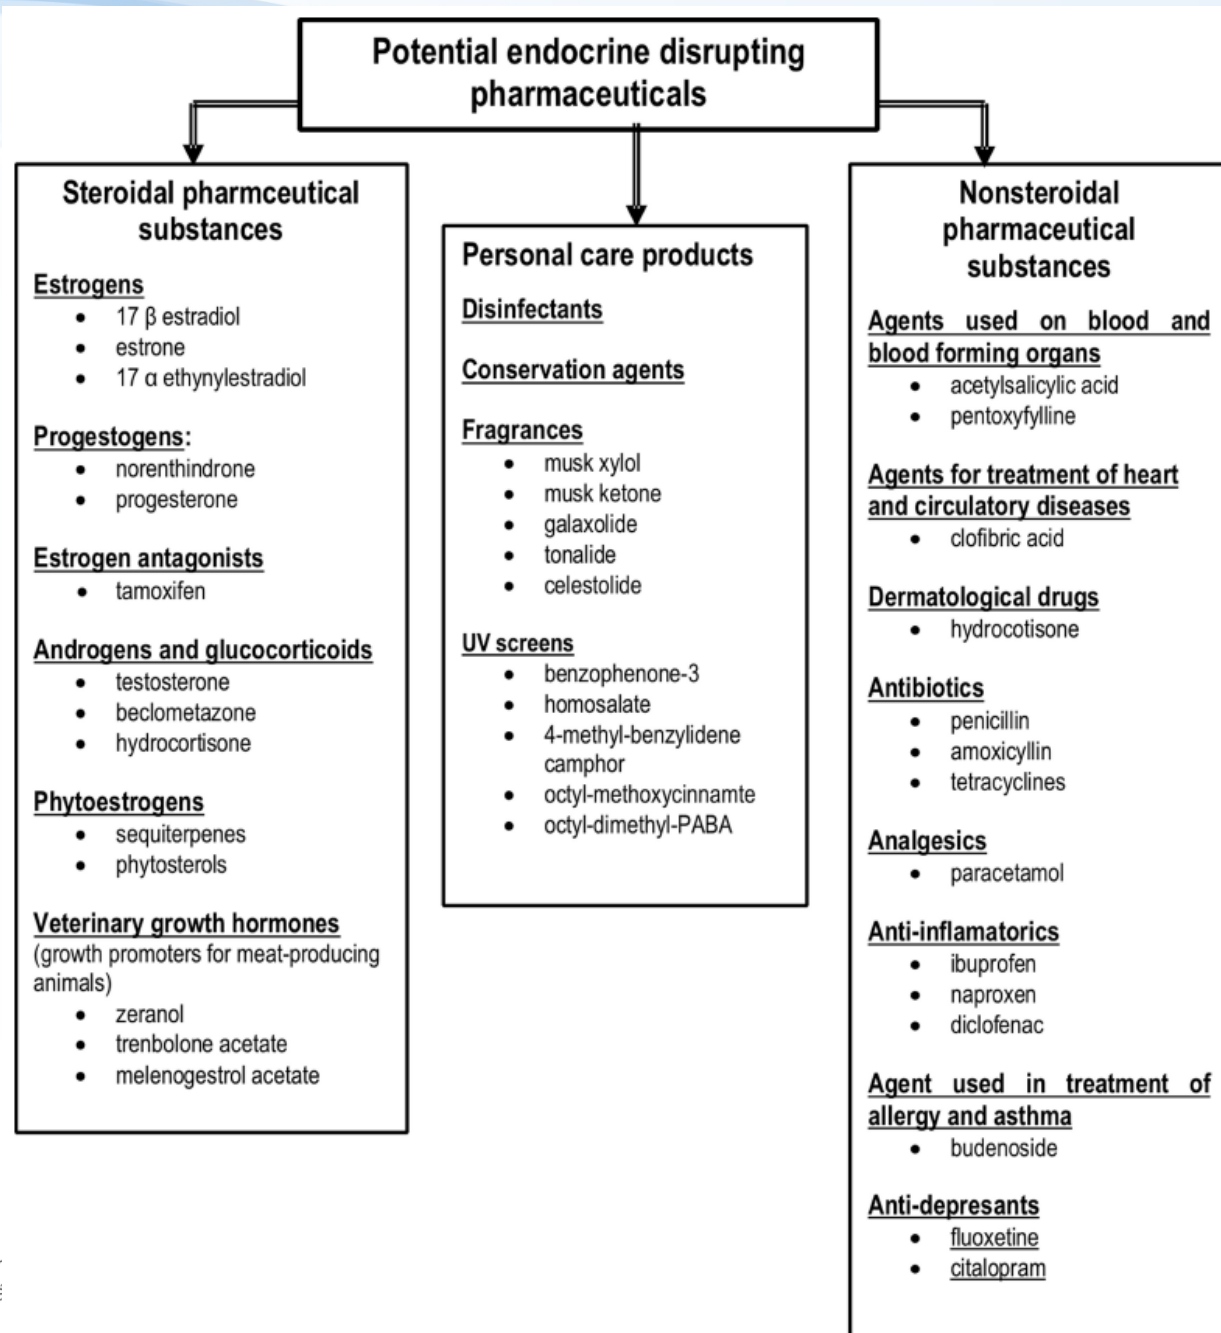 Potential endocrine disrupting
pharmaceuticals
Steroidal pharmceutical
substances
Estrogens
• 17 β estradiol
• estrone
• 17 α ethynylestradiol
Progestogens:
• norenthindrone
• progesterone
Estrogen antagonists
• tamoxifen
Androgens and glucocorticoids
• testosterone
• beclometazone
• hydrocortisone
Phytoestrogens
• sequiterpenes
• phytosterols
Veterinary growth hormones
(growth promoters for meat-producing
animals)
• zeranol
• trenbolone acetate
• melenogestrol acetate
Personal care products
Disinfectants
Conservation agents
Fragrances
• musk xylol
• musk ketone
• galaxolide
• tonalide
• celestolide
UV screens
• benzophenone-3
• homosalate
• 4-methyl-benzylidene
camphor
• octyl-methoxycinnamte
• octyl-dimethyl-PABA
Nonsteroidal
pharmaceutical
substances
Agents used on blood and
blood forming organs
• acetylsalicylic acid
• pentoxyfylline
Agents for treatment of heart
and circulatory diseases
• clofibric acid
Dermatological drugs
• hydrocotisone
Antibiotics
• penicillin
• amoxicyllin
• tetracyclines
Analgesics
• paracetamol
Anti-inflamatorics
• ibuprofen
• naproxen
• diclofenac
Agent used in treatment of
allergy and asthma
• budenoside
Anti-depresants
• fluoxetine
• citalopram